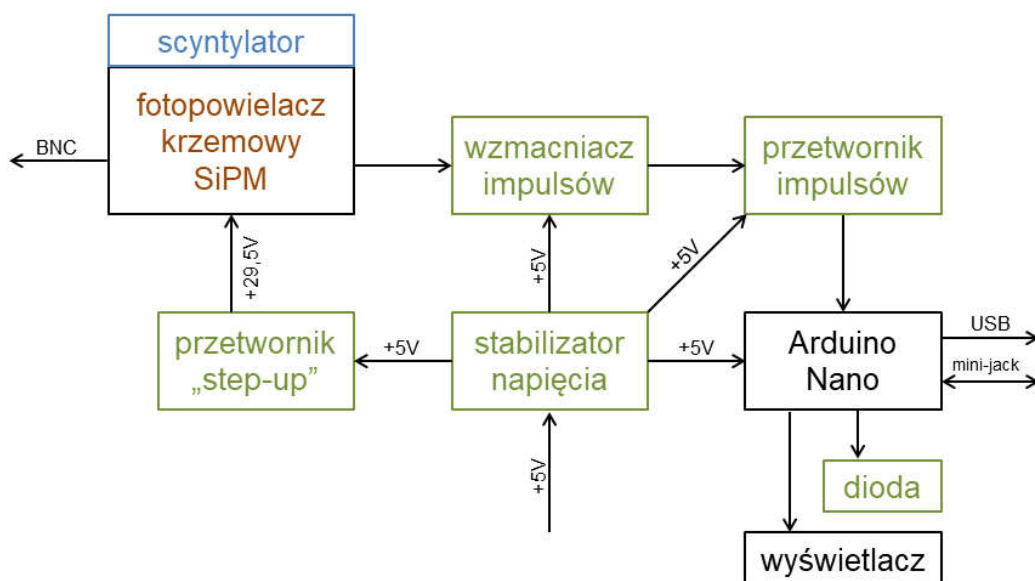 scyntylator
fotopowielacz
krzemowy
SiPM
BNC
wzmacniacz
impulsów
przetwornik
impulsów
+29,5V
+5V
+5V
przetwornik
„step-up”
+5V
stabilizator
napięcia
+5V
Arduino
Nano
USB
mini-jack
+5V
dioda
wyświetlacz